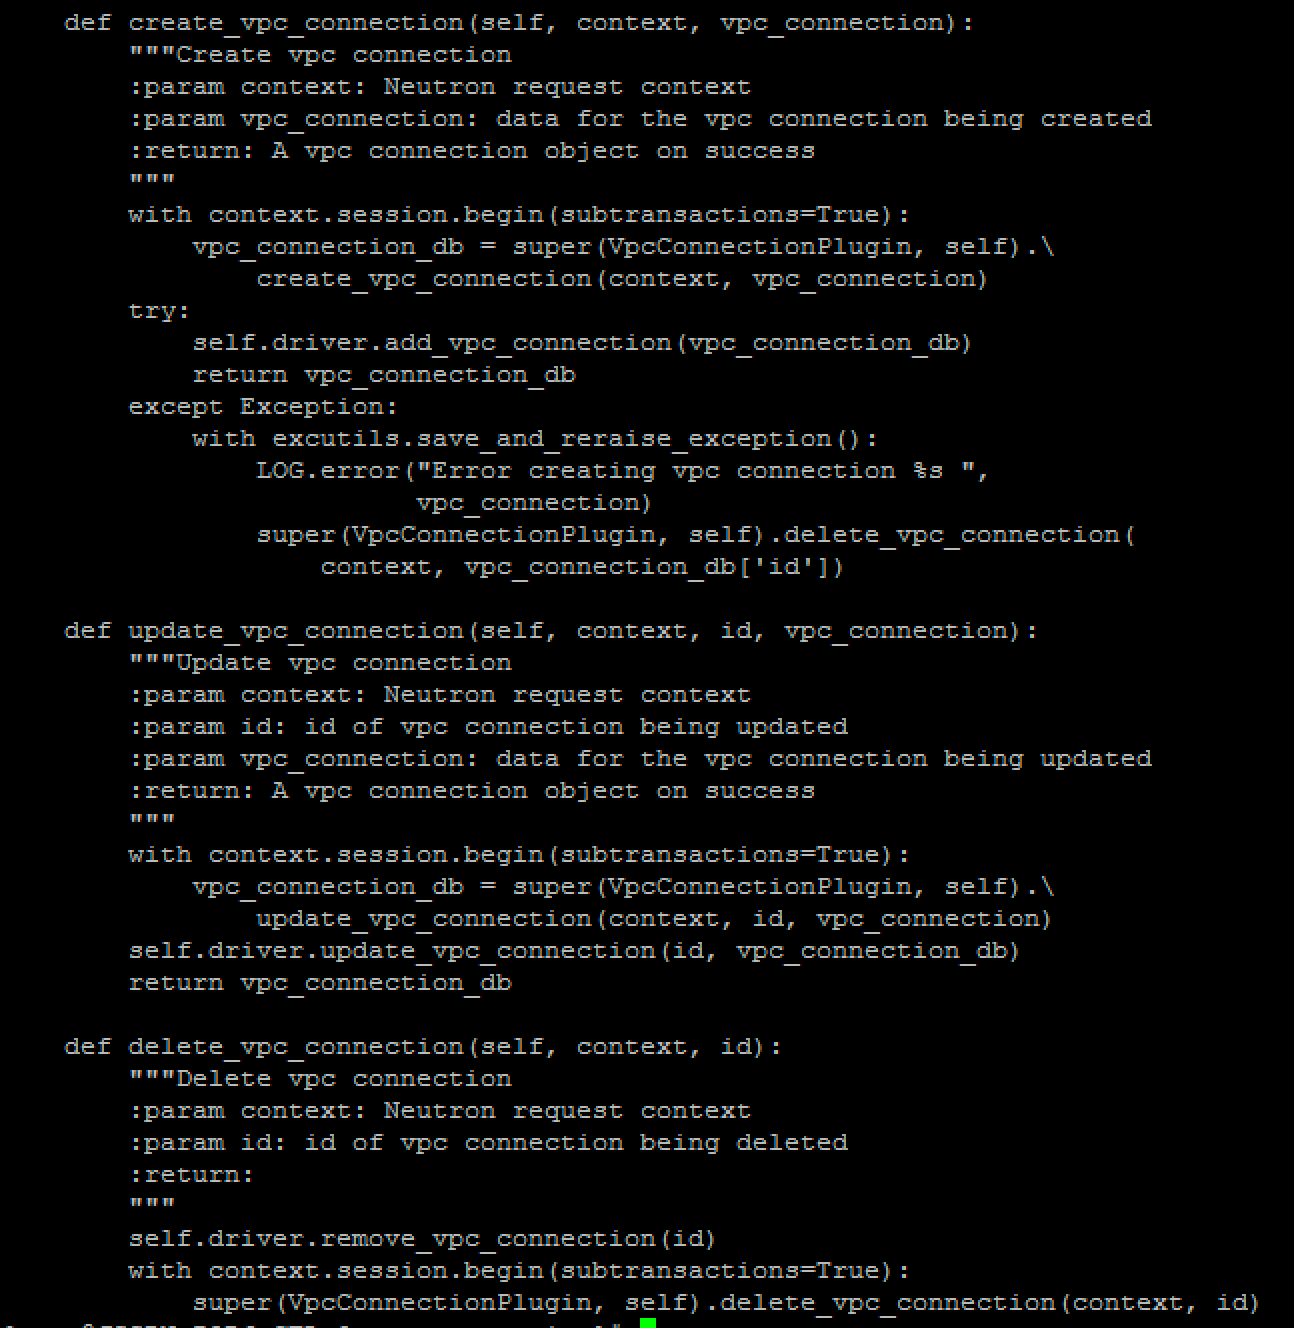 def create_vpc_connection(self, context, vpc_connection):
"""Create vpc connection
:param context: Neutron request context
:param vpc_connection: data for the vpc connection being created
:return: A vpc connection object on success
"""
with context.session.begin(subtransactions=True):
vpc_connection_db = super(VpcConnectionPlugin, self).\
create_vpc_connection(context, vpc_connection)
try:
self.driver.add_vpc_connection(vpc_connection_db)
return vpc_connection_db
except Exception:
with excutils.save_and_reraise_exception():
LOG.error("Error creating vpc connection %s ",
vpc_connection)
super(VpcConnectionPlugin, self).delete_vpc_connection(
context, vpc_connection_db['id'])
def update_vpc_connection(self, context, id, vpc_connection):
"""Update vpc connection
:param context: Neutron request context
:param id: id of vpc connection being updated
:param vpc_connection: data for the vpc connection being updated
:return: A vpc connection object on success
"""
with context.session.begin(subtransactions=True):
vpc_connection_db = super(VpcConnectionPlugin, self).\
update_vpc_connection(context, id, vpc_connection)
self.driver.update_vpc_connection(id, vpc_connection_db)
return vpc_connection_db
def delete_vpc_connection(self, context, id):
"""Delete vpc connection
:param context: Neutron request context
:param id: id of vpc connection being deleted
:return:
"""
self.driver.remove_vpc_connection(id)
with context.session.begin(subtransactions=True):
super(VpcConnectionPlugin, self).delete_vpc_connection(context, id)